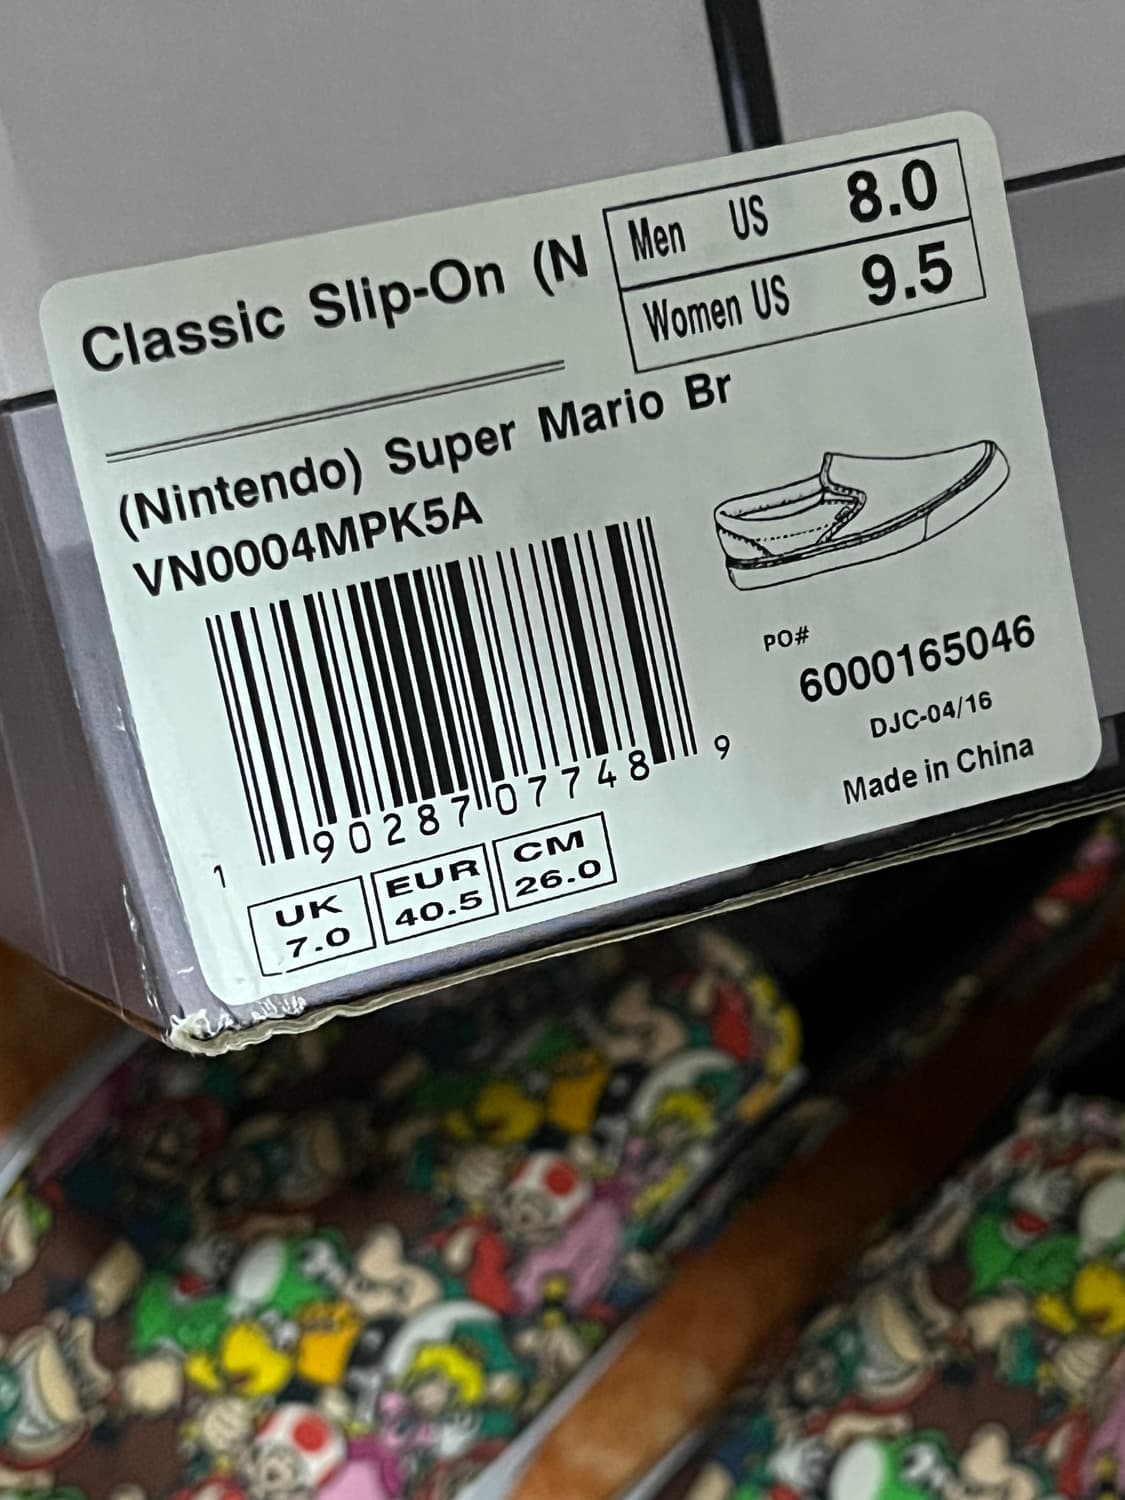 Classic Slip-On (N
Men US 8.0
Women US 9.5
(Nintendo) Super Mario Br
VN0004MPK5A
1 90287 07748 9
PO#
6000165046
DJC-04/16
Made in China
UK
7.0
EUR
40.5
CM
26.0